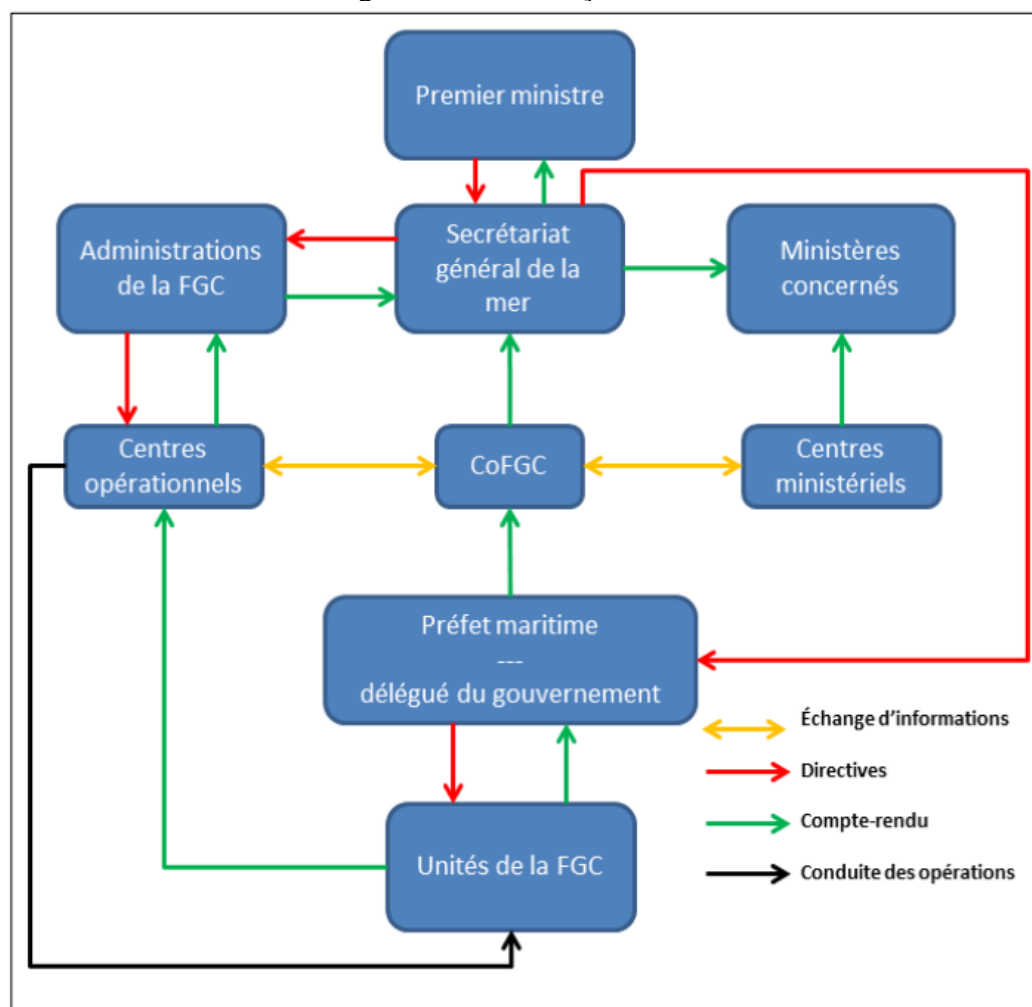 Premier ministre
Administrations
de la FGC
Secrétariat
général de la
mer
Ministères
concernés
Centres
opérationnels
CoFGC
Centres
ministériels
Préfet maritime
---
délégué du gouvernement
Échange d'informations
Directives
Compte-rendu
Conduite des opérations
Unités de la FGC